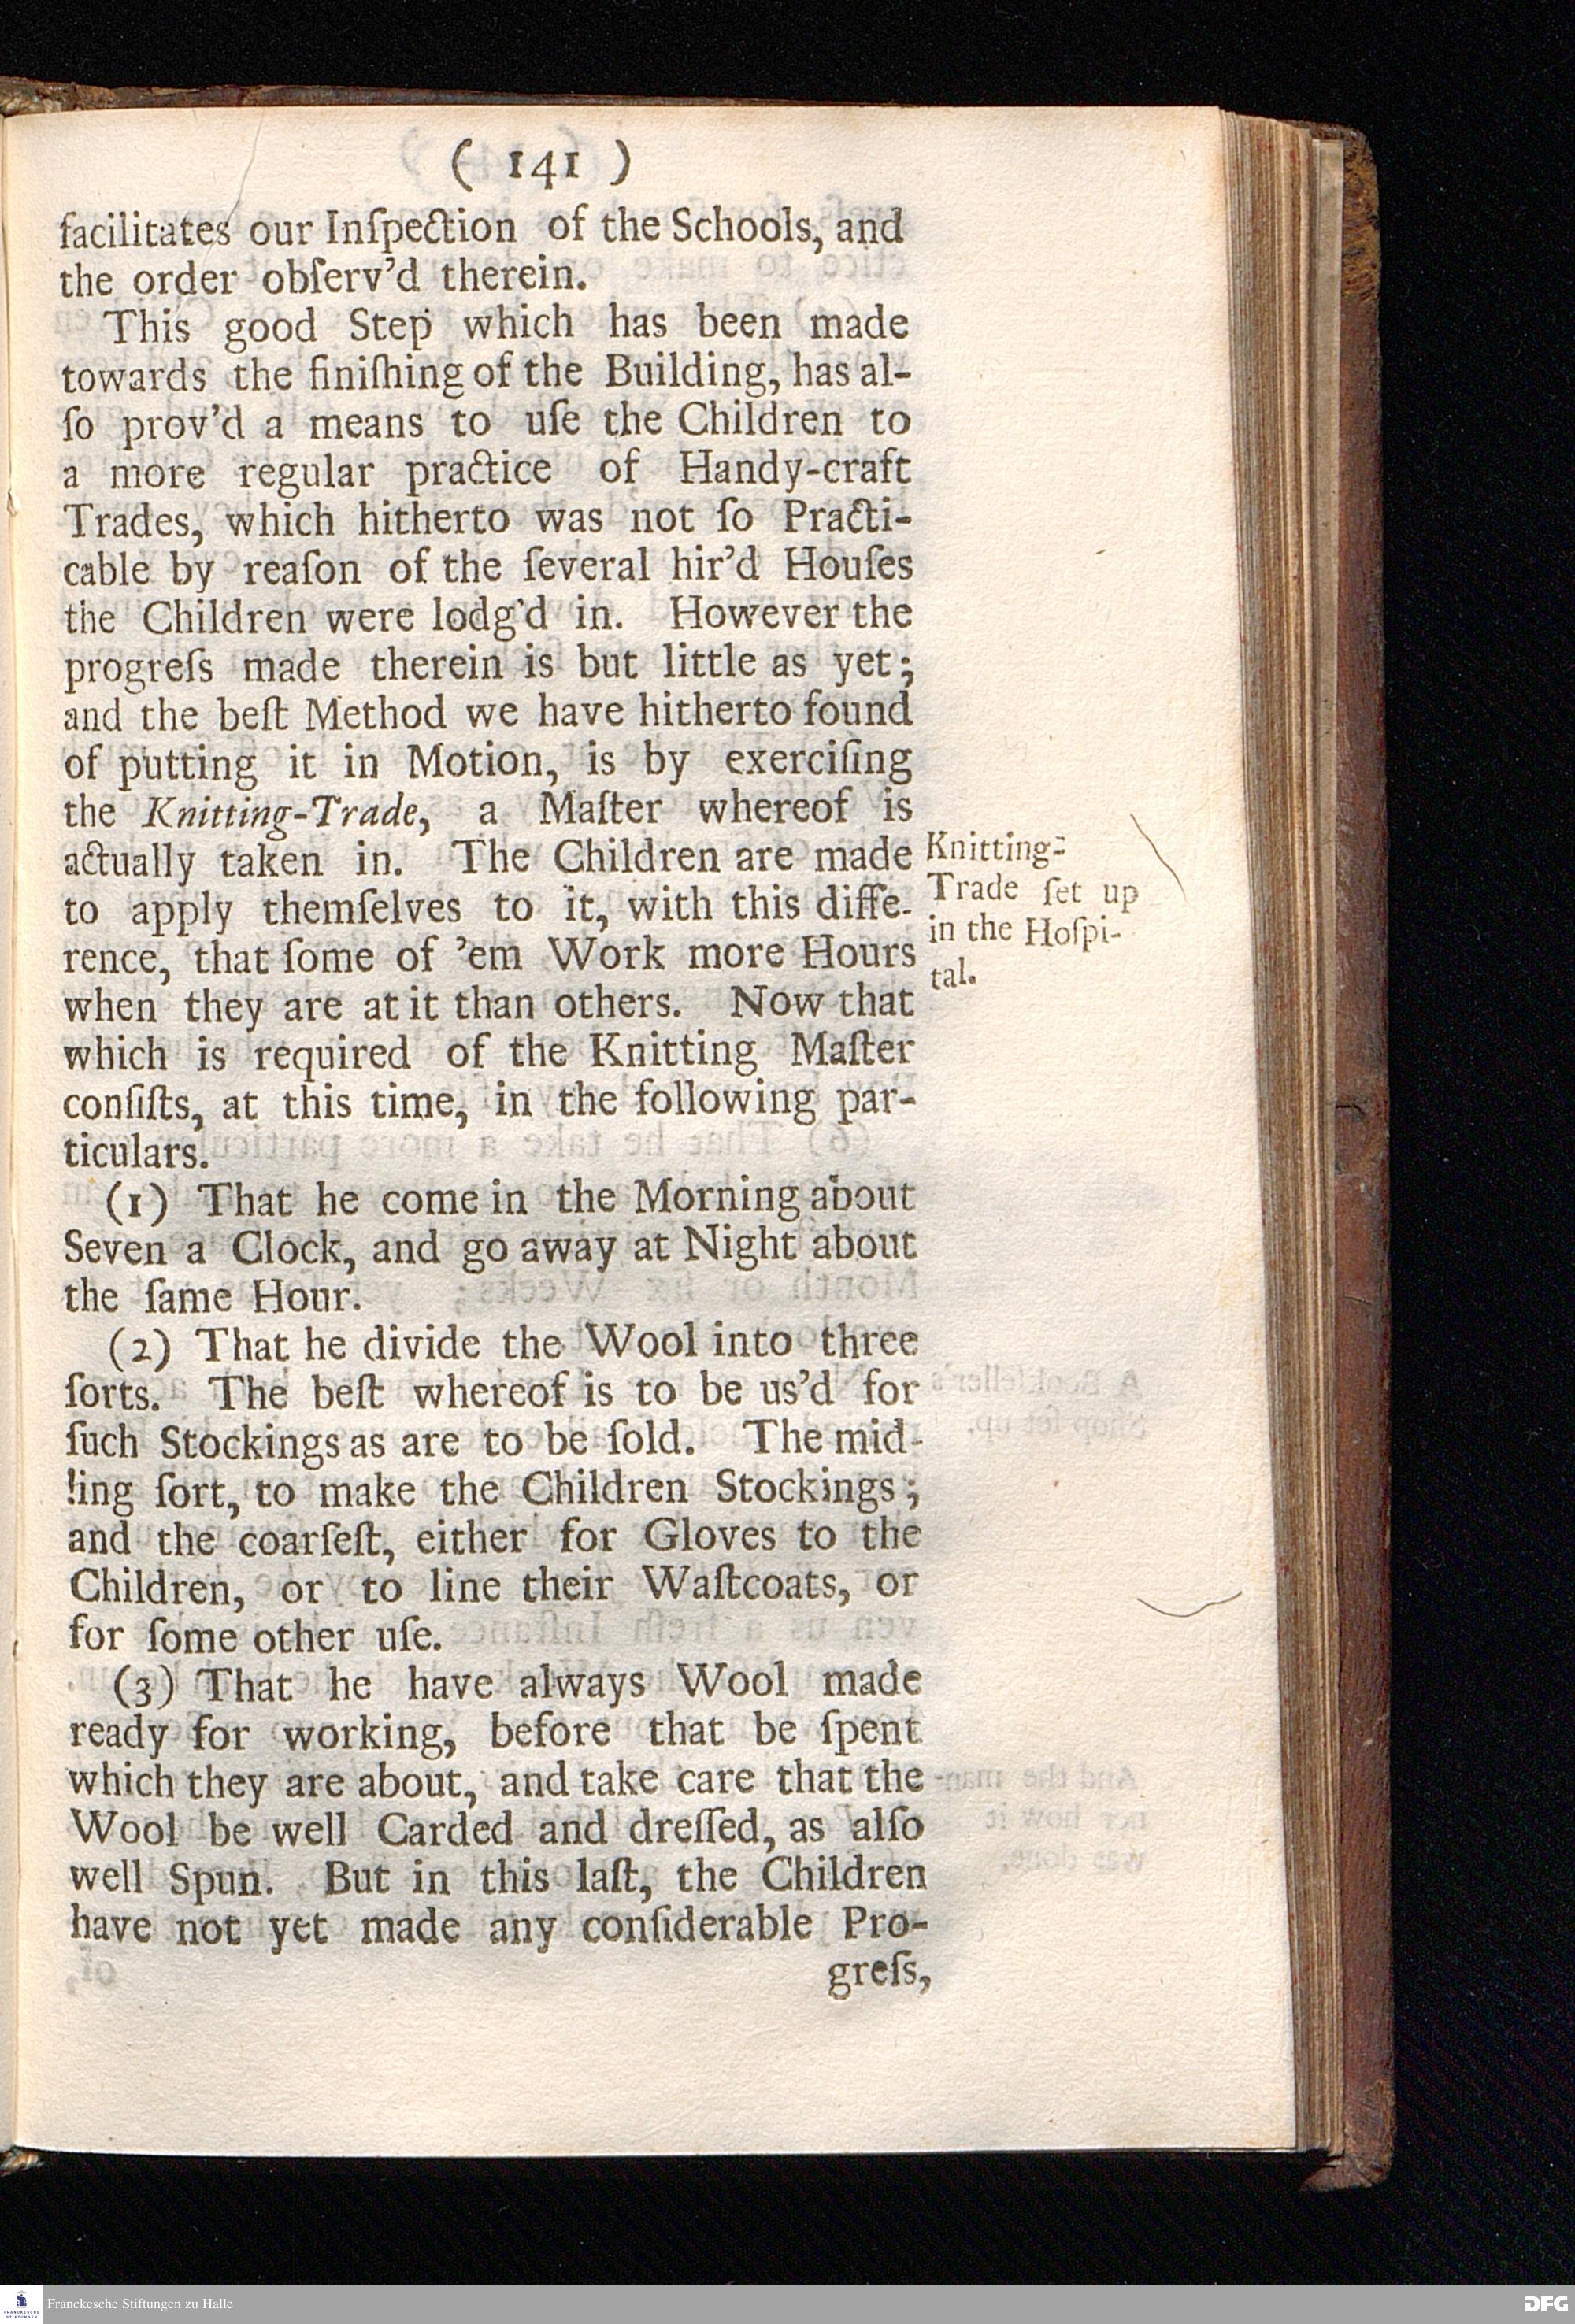 ( 141 )
facilitates our Inſpection of the Schools, and
the order obſerv'd therein.
This good Step which has been made
towards the finiſhing of the Building, has al-
ſo prov'd a means to uſe the Children to
a more regular practice of Handy-craft
Trades, which hitherto was not ſo Practi-
cable by reaſon of the ſeveral hir'd Houſes
the Children were lodg'd in. However the
progreſs made therein is but little as yet;
and the beſt Method we have hitherto found
of putting it in Motion, is by exerciſing
the Knitting-Trade, a Maſter whereof is
actually taken in. The Children are made
to apply themſelves to it, with this diffe-
rence, that ſome of 'em Work more Hours
when they are at it than others. Now that
which is required of the Knitting Maſter
conſiſts, at this time, in the following par-
ticulars.
Knitting-
Trade ſet up
in the Hoſpi-
tal.
(1) That he come in the Morning about
Seven a Clock, and go away at Night about
the ſame Hour.
(2) That he divide the Wool into three
ſorts. The beſt whereof is to be us'd for
ſuch Stockings as are to be ſold. The mid-
ling ſort, to make the Children Stockings;
and the coarſeſt, either for Gloves to the
Children, or to line their Waſtcoats, or
for ſome other uſe.
(3) That he have always Wool made
ready for working, before that be ſpent
which they are about, and take care that the
Wool be well Carded and dreſſed, as alſo
well Spun. But in this laſt, the Children
have not yet made any conſiderable Pro-
greſs,
FRANCKESCHE
STIFTUNGEN
Franckesche Stiftungen zu Halle
DFG